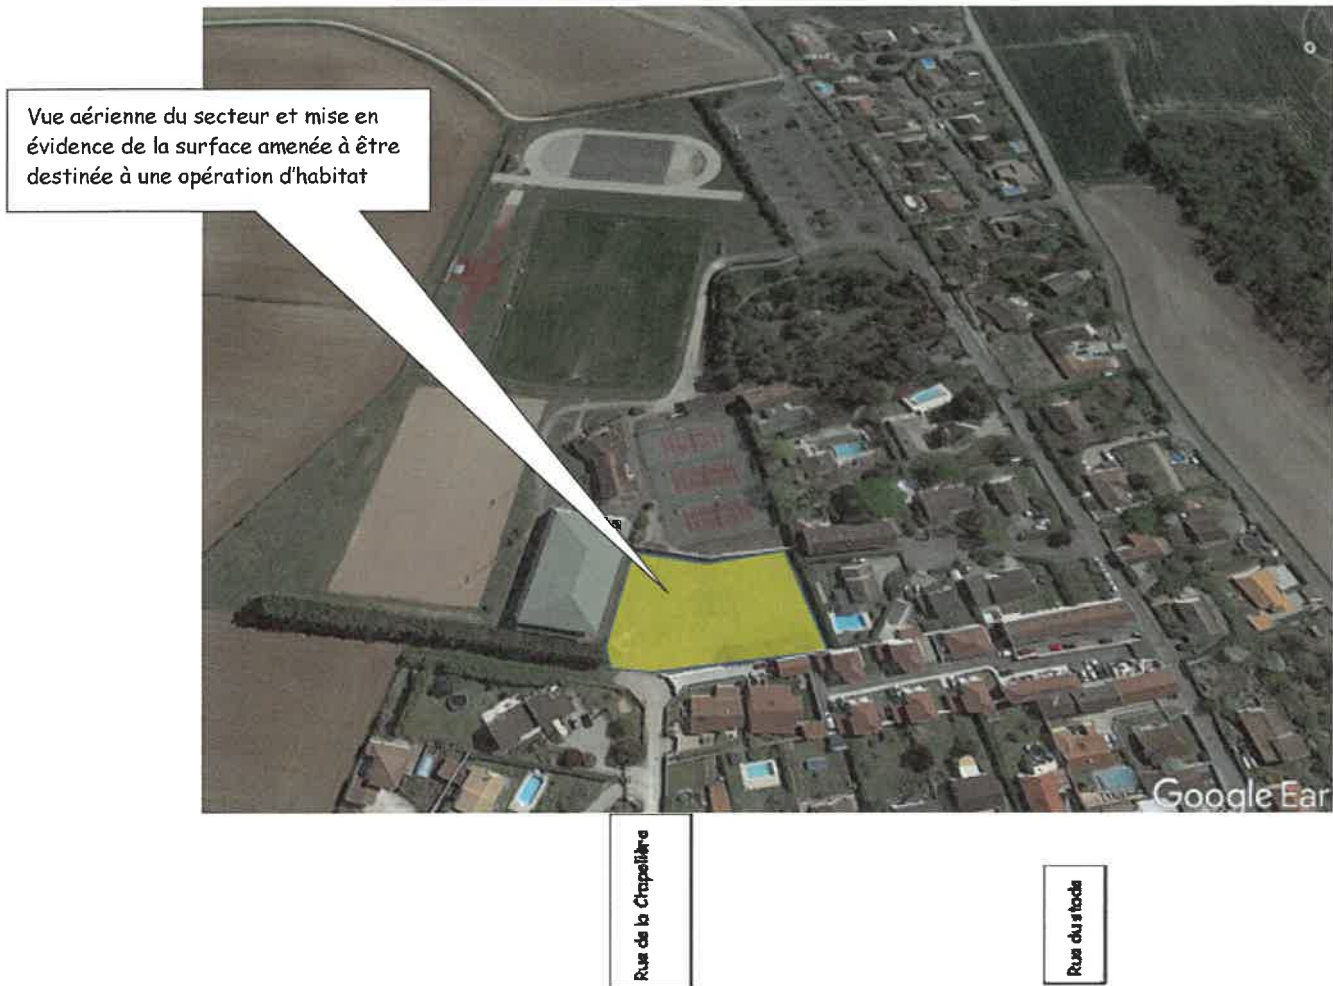 Vue aérienne du secteur et mise en
évidence de la surface amenée à être
destinée à une opération d'habitat
Google Ear
Rue de la Crapolière
Rue du stade